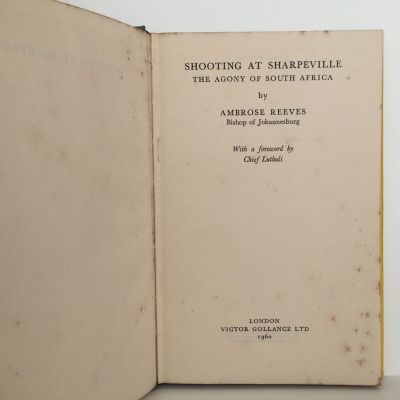 SHOOTING AT SHARPEVILLE
THE AGONY OF SOUTH AFRICA
by
AMBROSE REEVES
Bishop of Johannesburg
With a foreword by
Chief Luthuli
LONDON
VICTOR GOLLANCZ LTD
1960